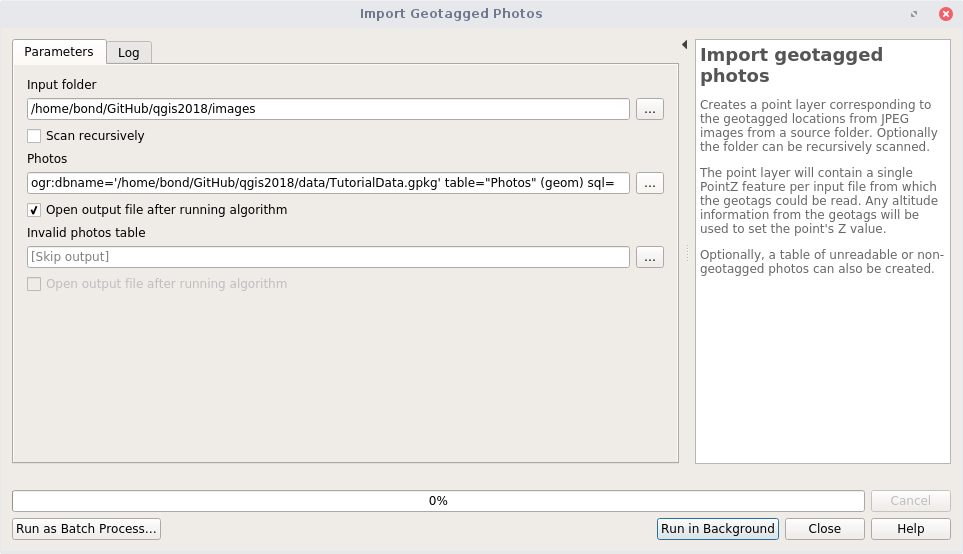 Import Geotagged Photos
Parameters
Log
Input folder
/home/bond/GitHub/qgis2018/images
...
Scan recursively
Photos
ogr:dbname='/home/bond/GitHub/qgis2018/data/TutorialData.gpkg' table="Photos" (geom) sql=
...
Open output file after running algorithm
Invalid photos table
[Skip output]
...
Open output file after running algorithm
Import geotagged
photos
Creates a point layer corresponding to
the geotagged locations from JPEG
images from a source folder. Optionally
the folder can be recursively scanned.
The point layer will contain a single
PointZ feature per input file from which
the geotags could be read. Any altitude
information from the geotags will be
used to set the point's Z value.
Optionally, a table of unreadable or non-
geotagged photos can also be created.
0%
Cancel
Run as Batch Process...
Run in Background
Close
Help